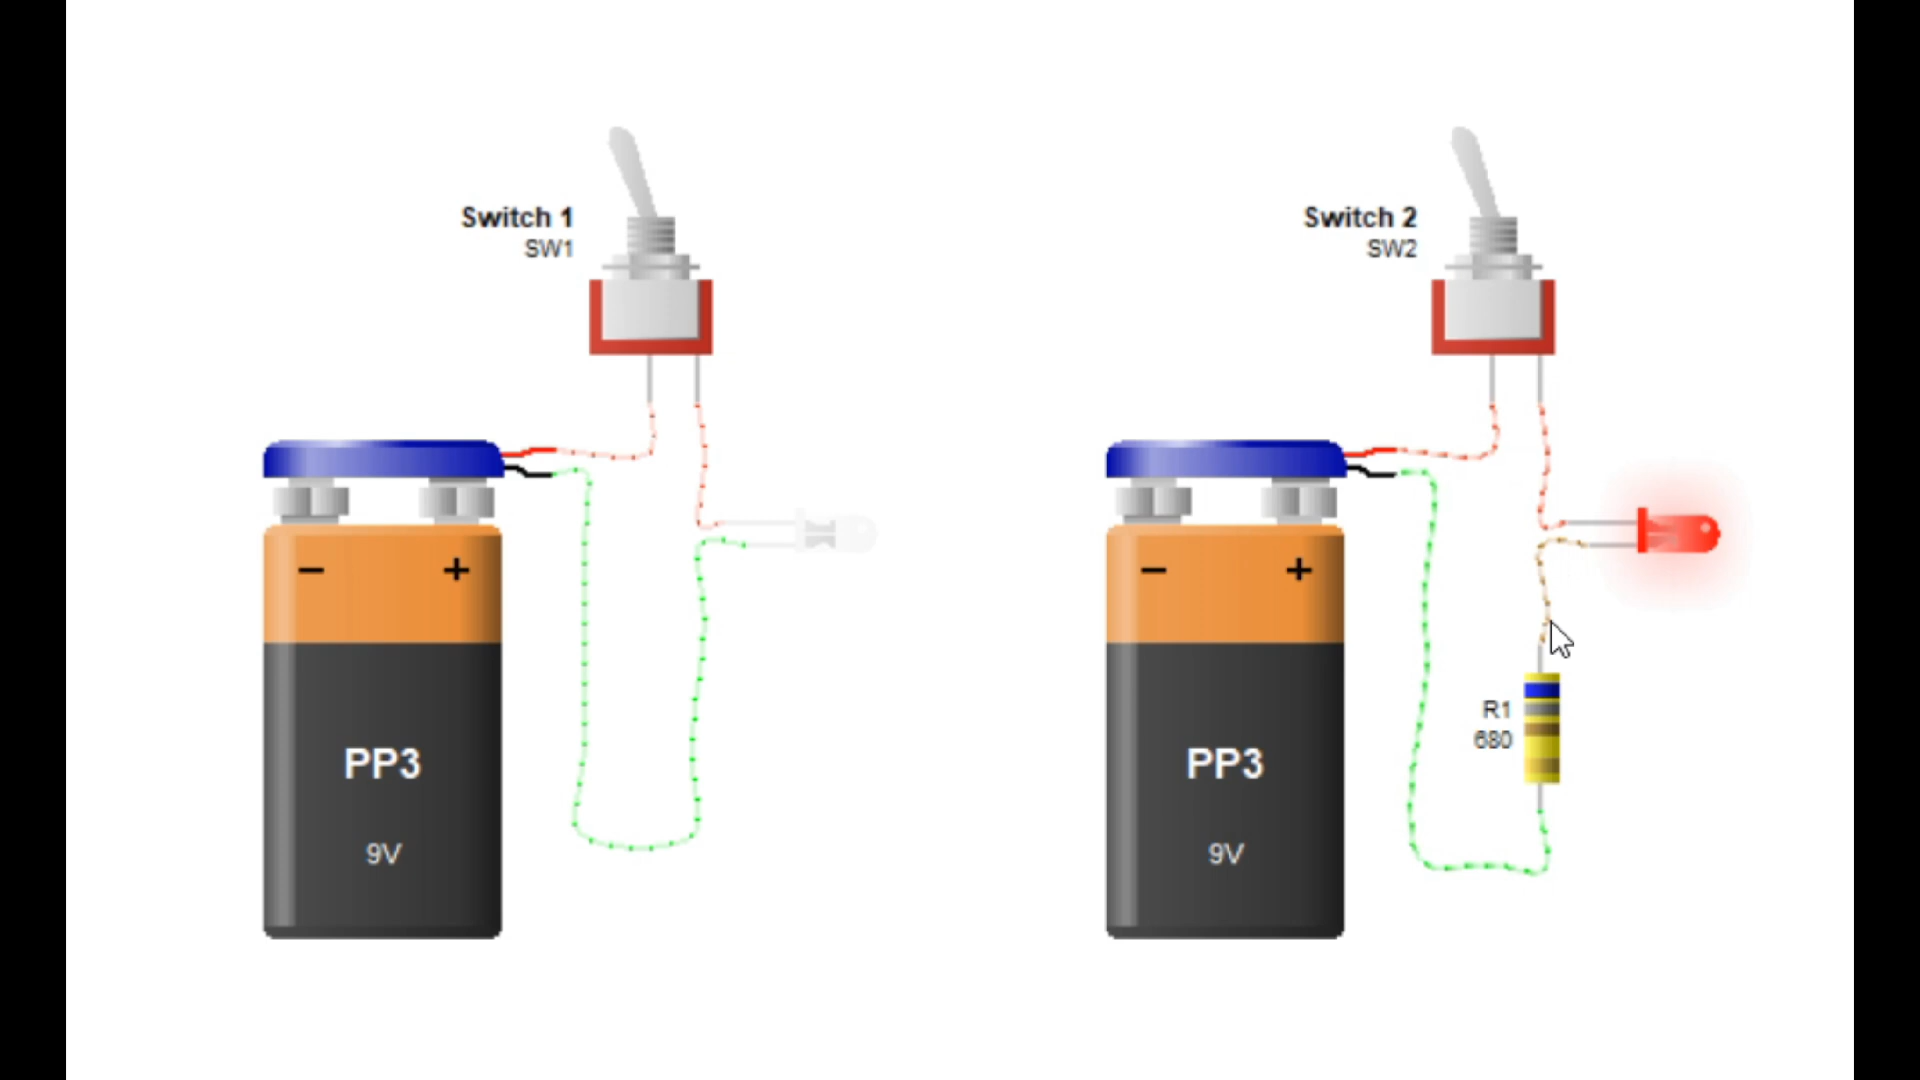 Switch 1
SW1
− +
PP3
9V
Switch 2
SW2
− +
R1
680
PP3
9V